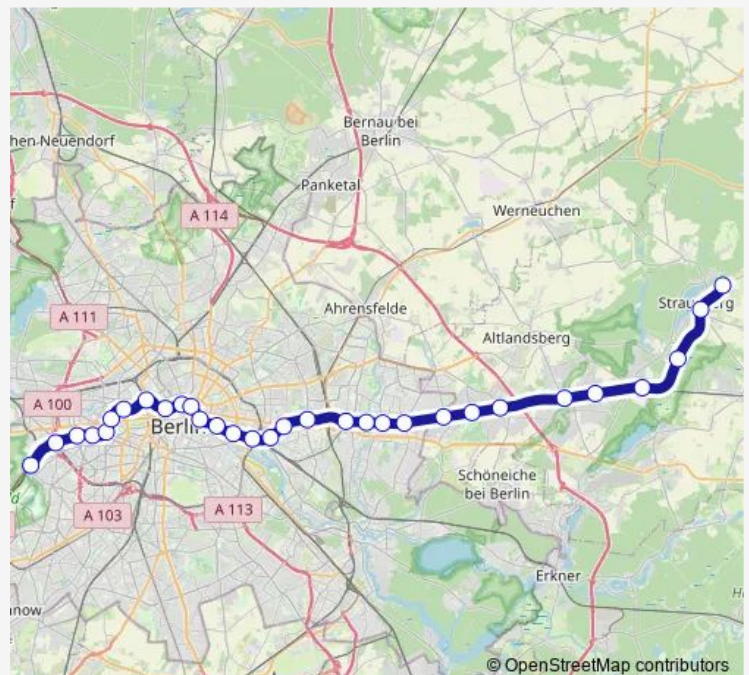 hen Neuendorf
Bernau bei
Berlin
Panketal
A 114
Werneuchen
Ahrensfelde
A 111
Altlandsberg
A 100
Schöneiche
bei Berlin
A 103
A 113
Erkner
now
© OpenStreetMap contributors